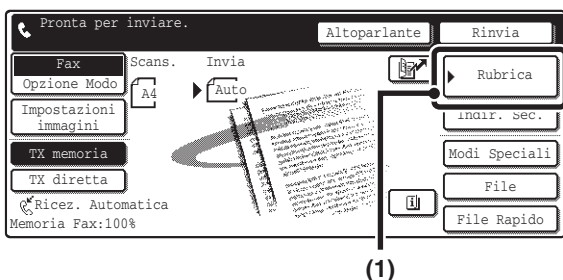 Pronta per inviare.
Altoparlante
Rinvia
Fax
Opzione Modo
Scans.
A4
Invia
Auto
Rubrica
Impostazioni
immagini
Indir. Sec.
TX memoria
Modi Speciali
TX diretta
File
Ricez. Automatica
Memoria Fax:100%
File Rapido
(1)